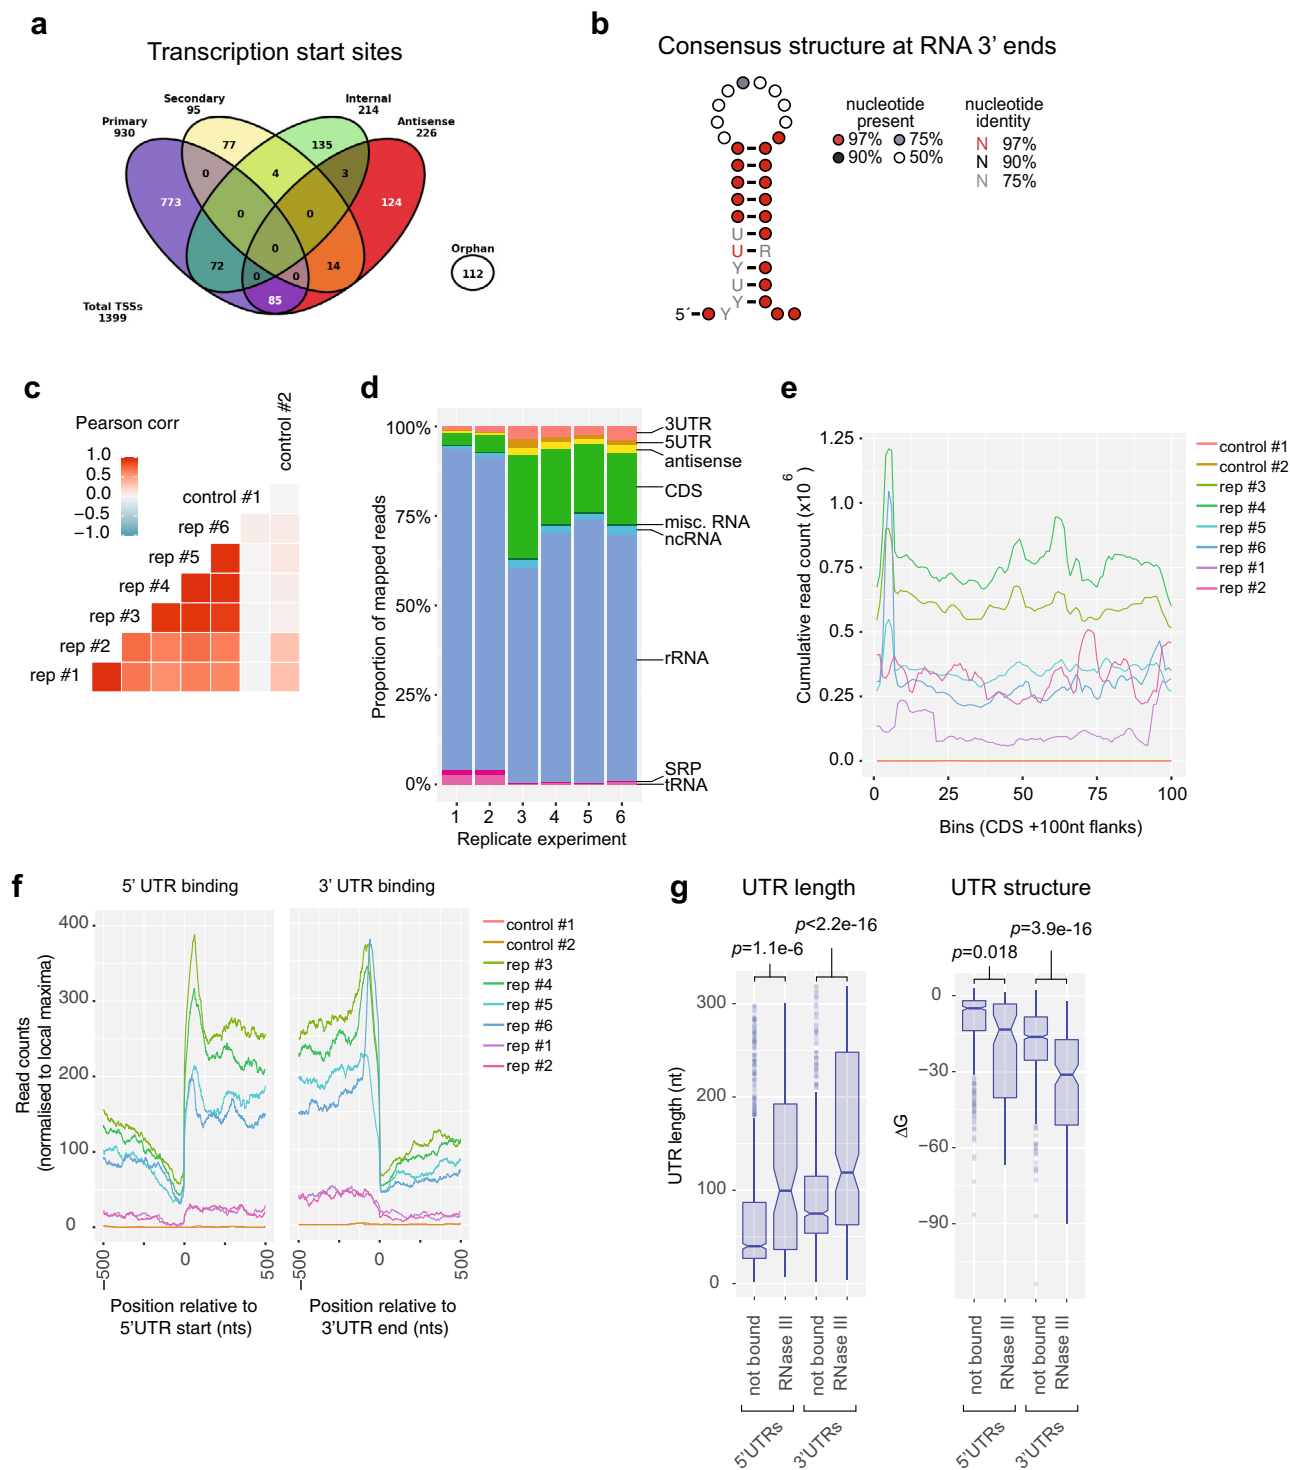 a
Transcription start sites
Secondary
95
Internal
214
Primary
930
Antisense
226
77
135
0
4
3
773
0
0
124
0
72
0
0
14
85
Orphan
112
Total TSSs
1399
b
Consensus structure at RNA 3’ ends
nucleotide
present
97% 75%
90% 50%
nucleotide
identity
N 97%
N 90%
N 75%
U
U R
Y
U
Y
5´ Y
c
Pearson corr
1.0
0.5
0.0
−0.5
−1.0
control #2
control #1
rep #6
rep #5
rep #4
rep #3
rep #2
rep #1
d
Proportion of mapped reads
100%
75%
50%
25%
0%
3UTR
5UTR
antisense
CDS
misc. RNA
ncRNA
rRNA
SRP
tRNA
1 2 3 4 5 6
Replicate experiment
e
Cumulative read count (x10 6 )
1.25
1.0
0.75
0.5
0.25
0.0
0 25 50 75 100
Bins (CDS +100nt flanks)
control #1
control #2
rep #3
rep #4
rep #5
rep #6
rep #1
rep #2
f
5’ UTR binding
3’ UTR binding
Read counts
(normalised to local maxima)
400
300
200
100
0
−500 0 500
−500 0 500
Position relative to
5’UTR start (nts)
Position relative to
3’UTR end (nts)
control #1
control #2
rep #3
rep #4
rep #5
rep #6
rep #1
rep #2
g
UTR length
p<2.2e-16
p=1.1e-6
UTR length (nt)
300
200
100
0
not bound
RNase III
not bound
RNase III
5’UTRs
3’UTRs
UTR structure
p=3.9e-16
p=0.018
ΔG
0
−30
−60
−90
not bound
RNase III
not bound
RNase III
5’UTRs
3’UTRs